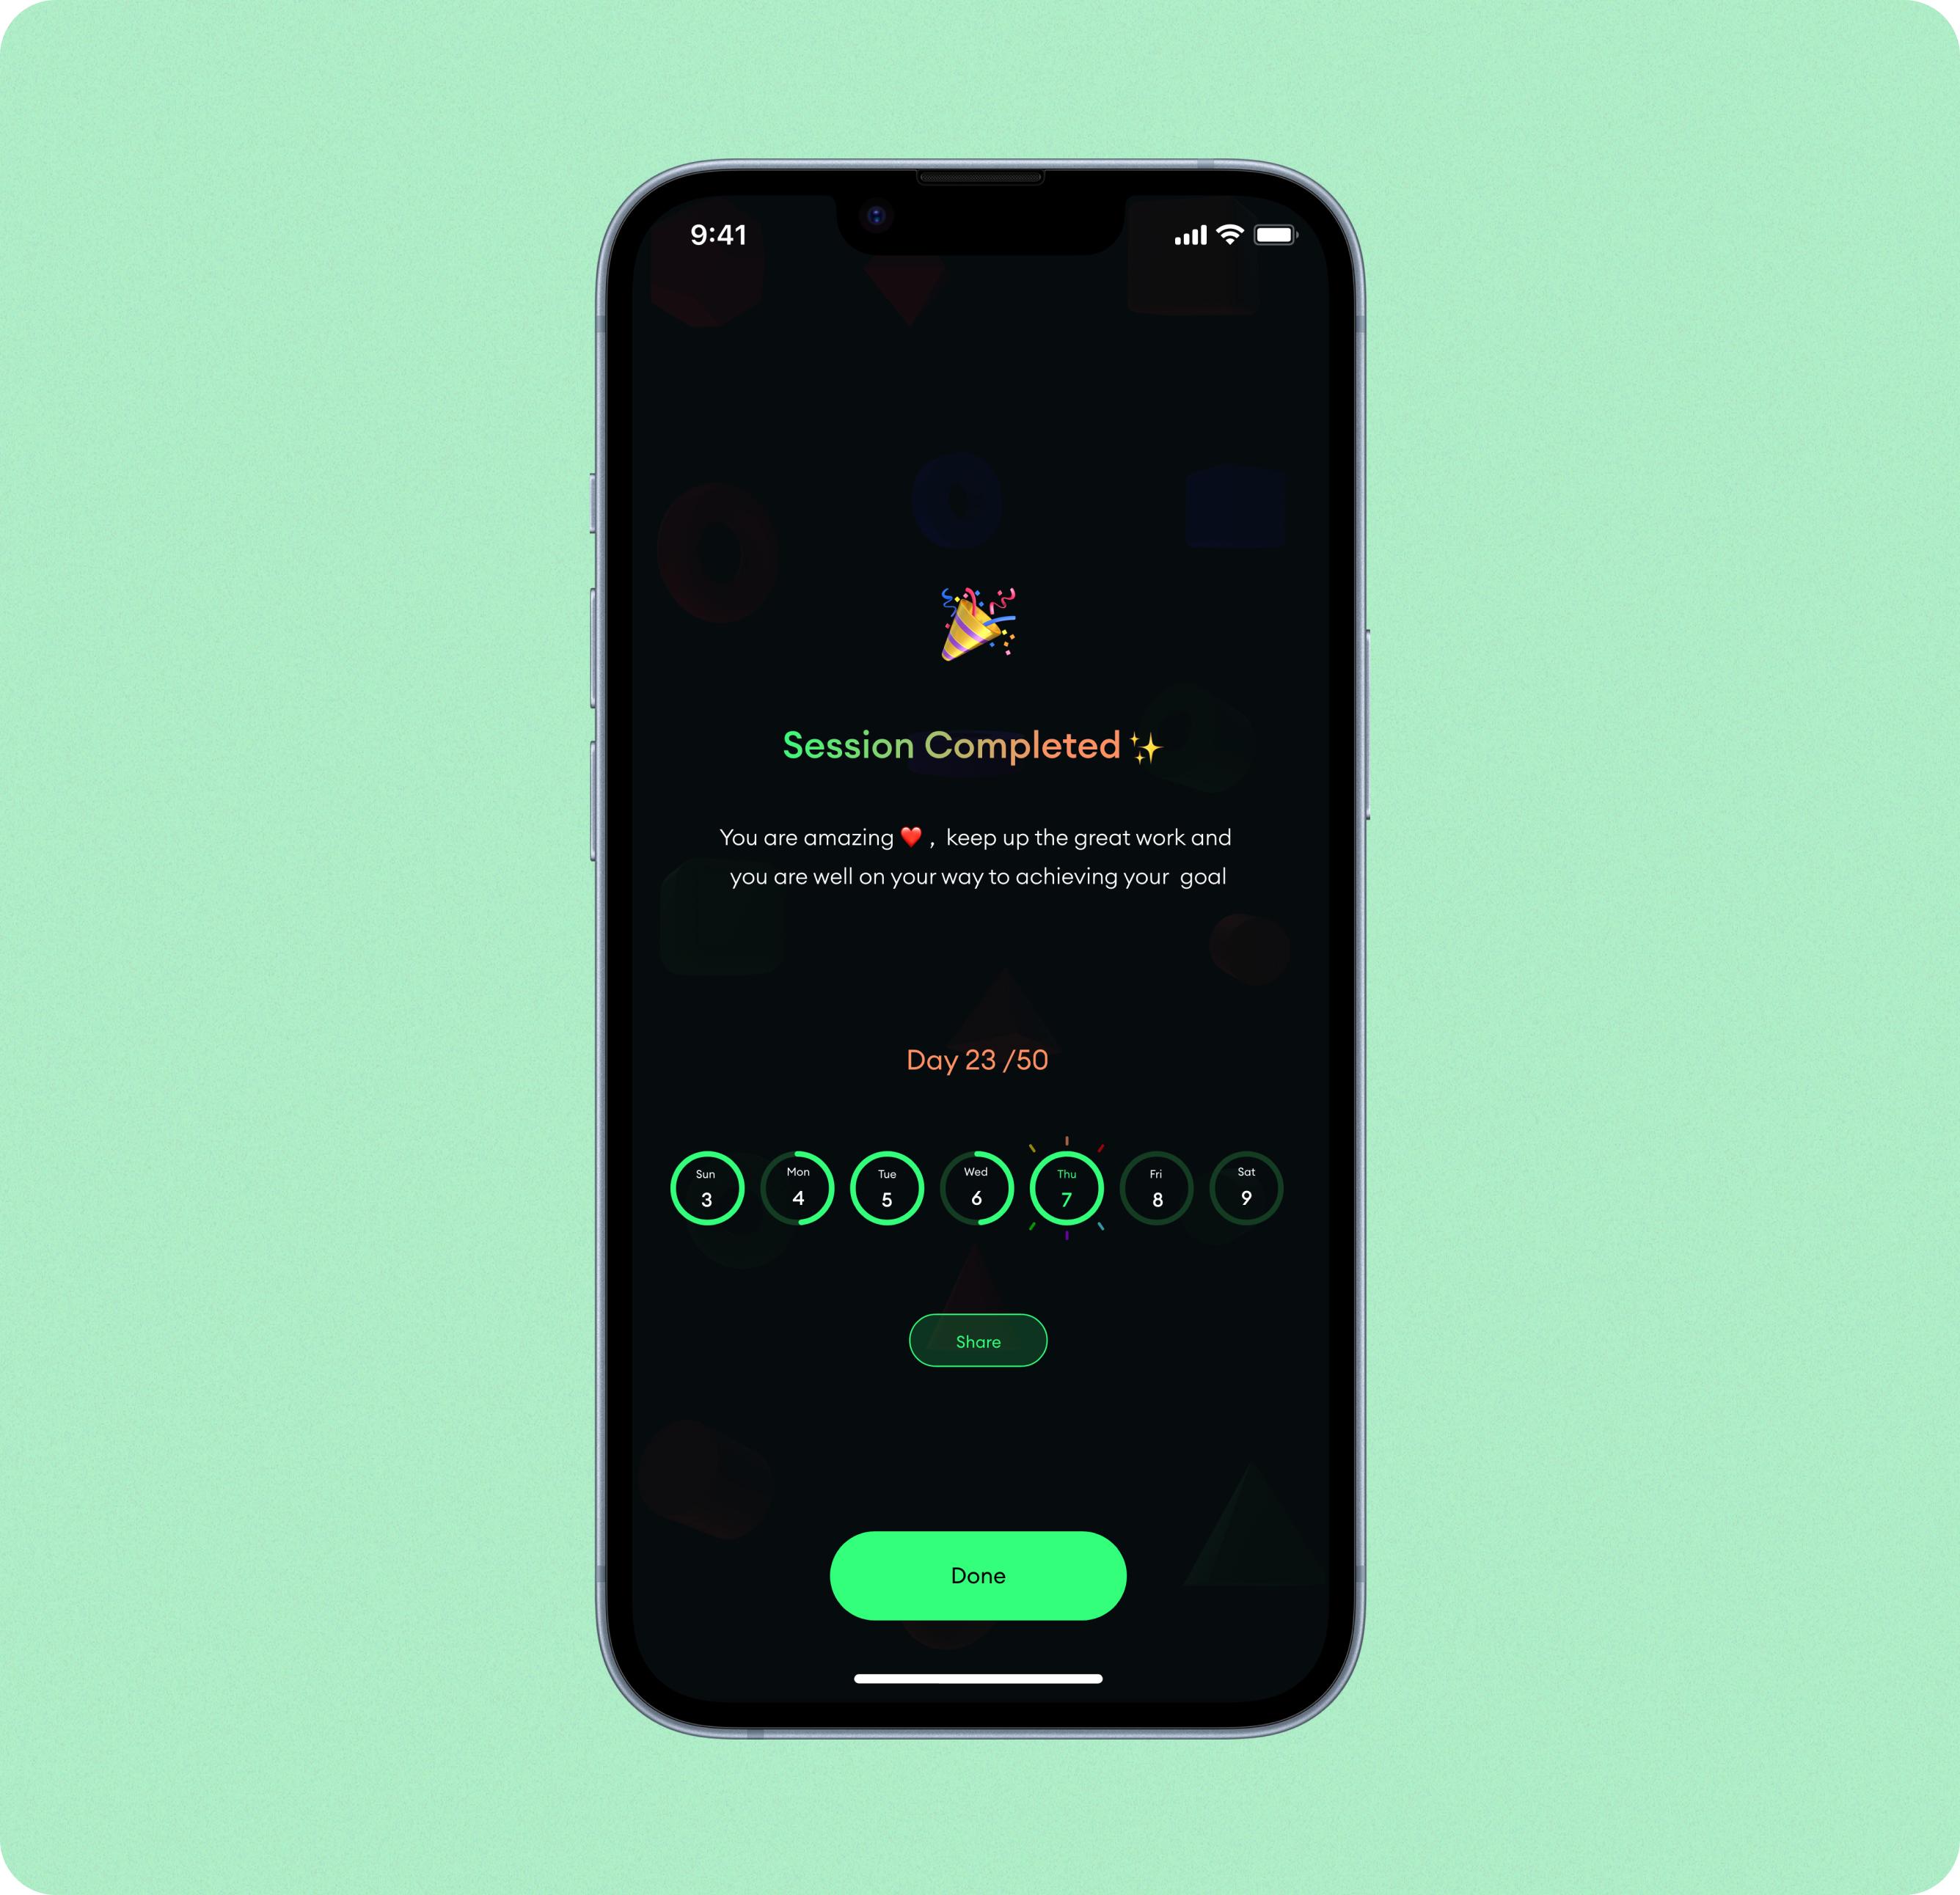 9:41
Session Completed ✨
You are amazing ❤️ , keep up the great work and
you are well on your way to achieving your goal
Day 23 /50
Sun Mon Tue Wed Thu Fri Sat
3 4 5 6 7 8 9
Share
Done